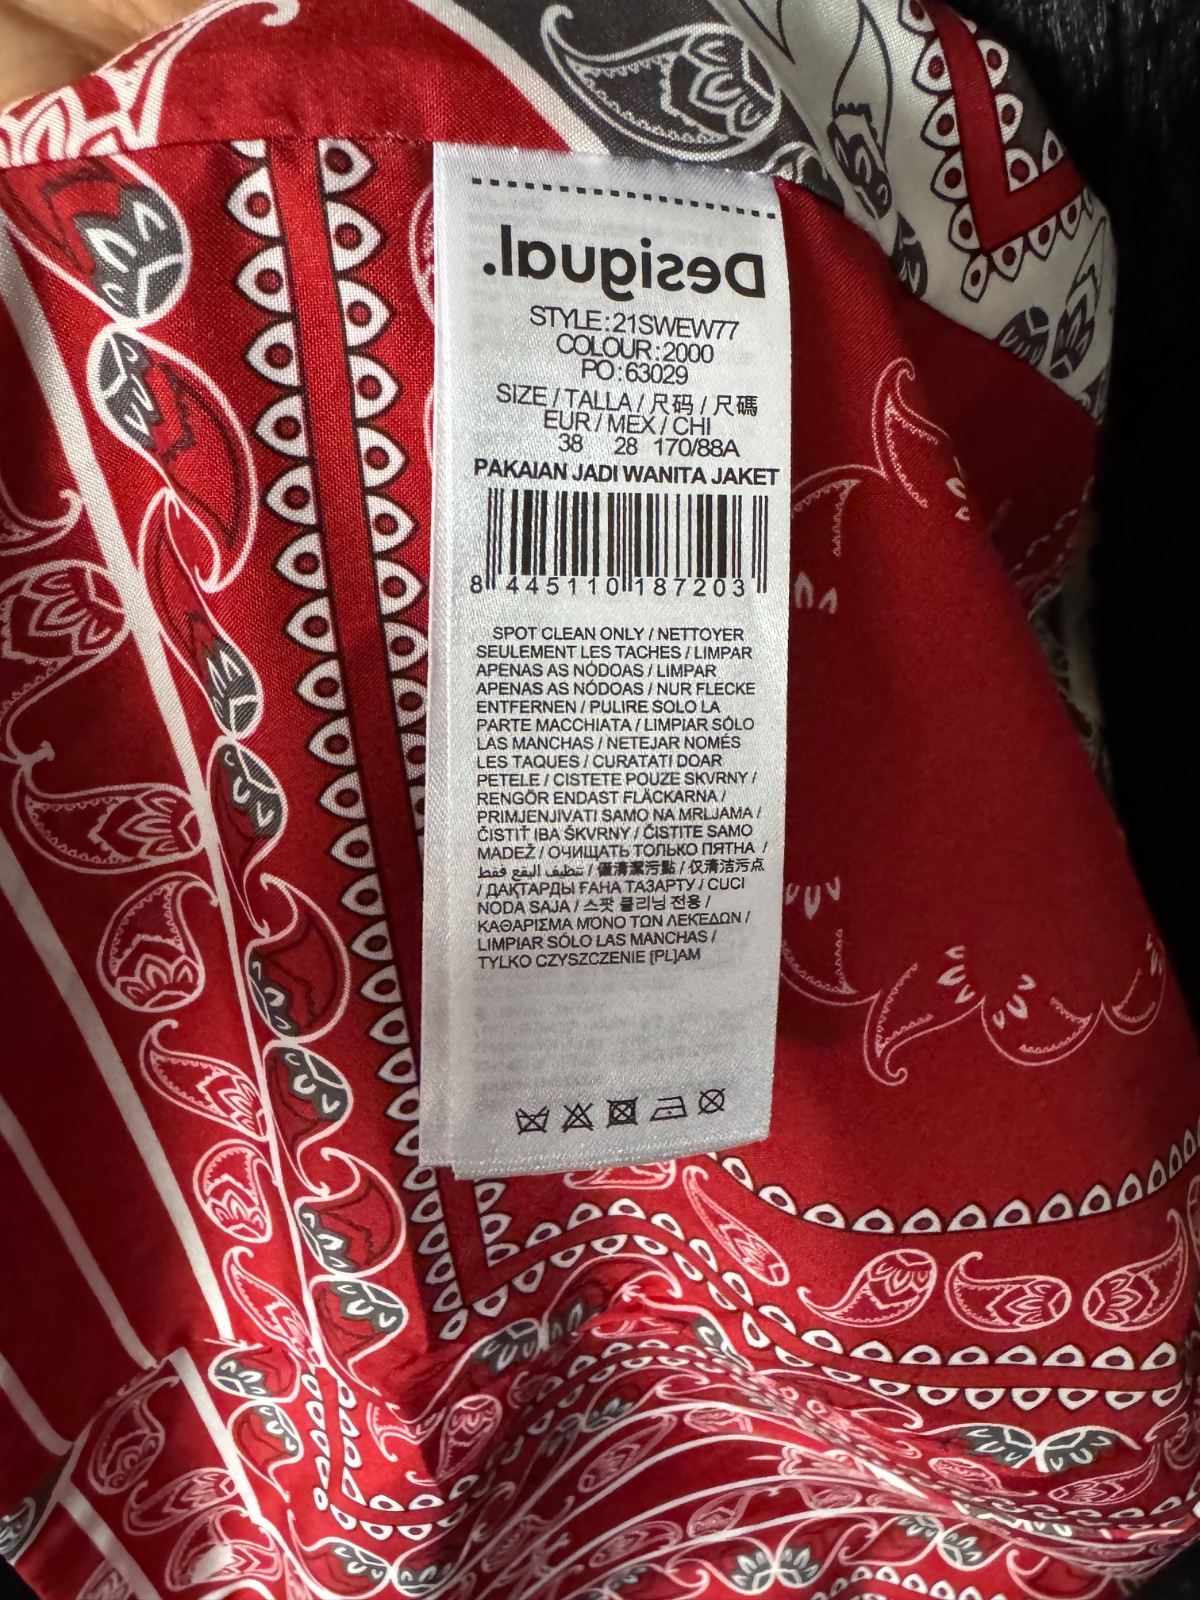 Desigual.
STYLE:21SWEW77
COLOUR:2000
PO:63029
SIZE / TALLA / 尺码 / 尺碼
EUR / MEX / CHI
38 28 170/88A
PAKAIAN JADI WANITA JAKET
8 445110 187203
SPOT CLEAN ONLY / NETTOYER
SEULEMENT LES TACHES / LIMPAR
APENAS AS NÓDOAS / LIMPAR
APENAS AS NÓDOAS / NUR FLECKE
ENTFERNEN / PULIRE SOLO LA
PARTE MACCHIATA / LIMPIAR SÓLO
LAS MANCHAS / NETEJAR NOMÉS
LES TAQUES / CURATATI DOAR
PETELE / CISTETE POUZE SKVRNY /
RENGÖR ENDAST FLÄCKARNA /
PRIMJENJIVATI SAMO NA MRLJAMA /
ČISTIŤ IBA ŠKVRNY / ČISTITE SAMO
MADEŽ / ОЧИЩАТЬ ТОЛЬКО ПЯТНА /
تنظيف البقع فقط / 僅清潔污點 / 仅清洁污点
/ ДАҚТАРДЫ ҒАНА ТАЗАРТУ / CUCI
NODA SAJA / 스팟 클리닝 전용 /
ΚΑΘΑΡΙΣΜΑ ΜΌΝΟ ΤΩΝ ΛΕΚΕΔΩΝ /
LIMPIAR SÓLO LAS MANCHAS /
TYLKO CZYSZCZENIE [PL]AM